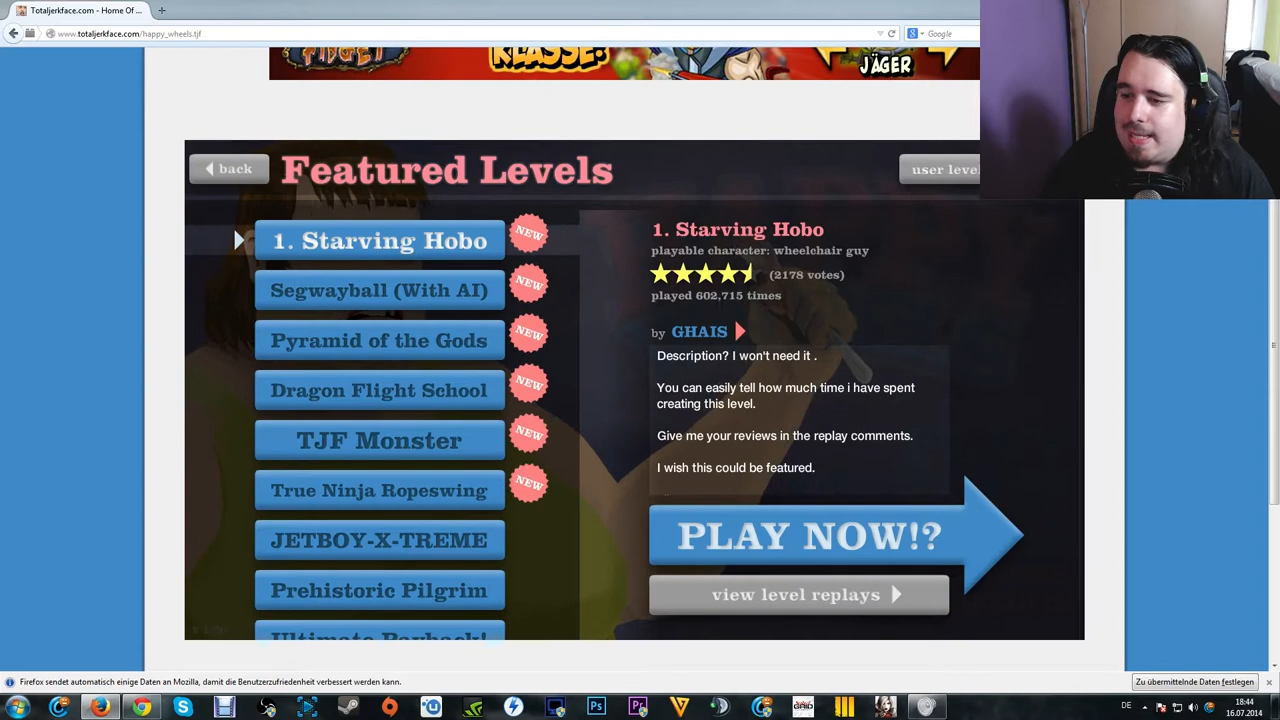 Totaljerkface.com - Home Of ...
www.totaljerkface.com/happy_wheels.tjf
Google
FIDGET KLASSE! JÄGER
back
Featured Levels
user leve
1. Starving Hobo
NEW
Segwayball (With AI)
NEW
Pyramid of the Gods
NEW
Dragon Flight School
NEW
TJF Monster
NEW
True Ninja Ropeswing
NEW
JETBOY-X-TREME
Prehistoric Pilgrim
Ultimate Payback!
1. Starving Hobo
playable character: wheelchair guy
(2178 votes)
played 602,715 times
by GHAIS
Description? I won't need it .
You can easily tell how much time i have spent
creating this level.
Give me your reviews in the replay comments.
I wish this could be featured.
PLAY NOW!?
view level replays
Firefox sendet automatisch einige Daten an Mozilla, damit die Benutzerzufriedenheit verbessert werden kann.
Zu übermittelnde Daten festlegen
DE
18:44
16.07.2014